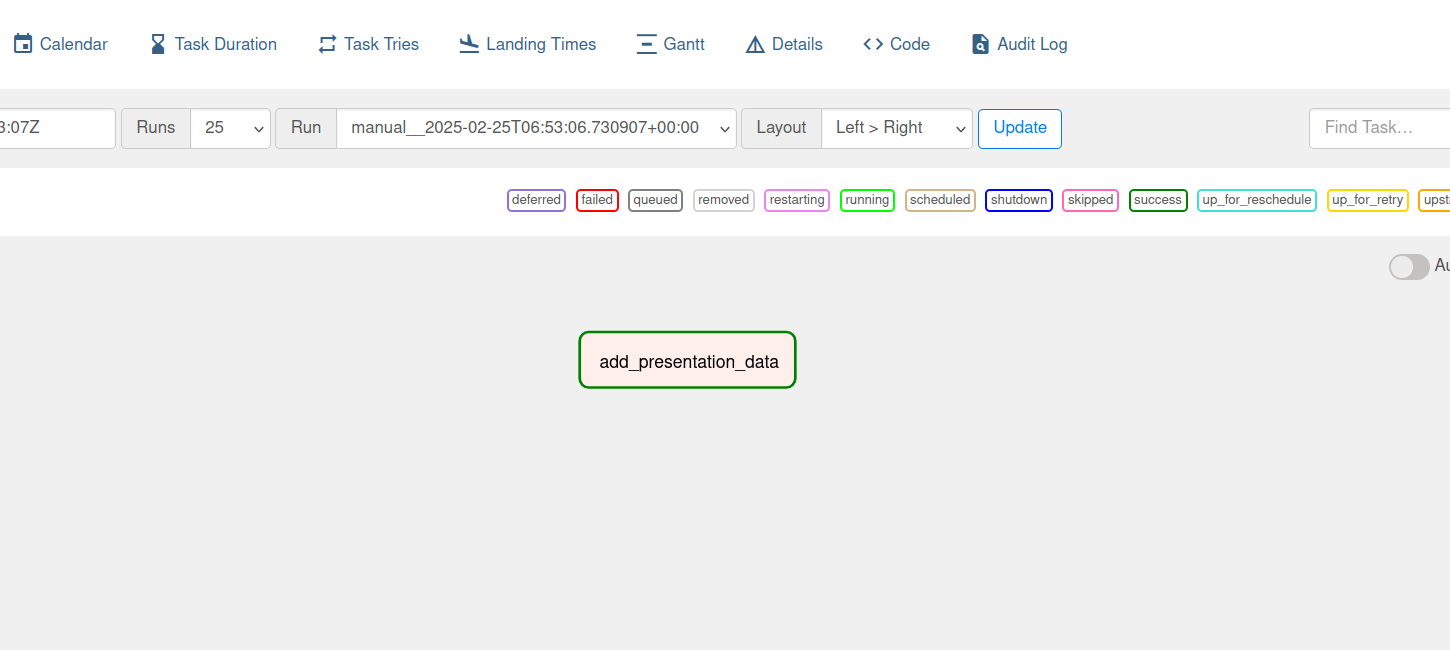 Calendar Task Duration Task Tries Landing Times Gantt Details Code Audit Log
3:07Z Runs 25 Run manual__2025-02-25T06:53:06.730907+00:00 Layout Left > Right Update Find Task...
deferred failed queued removed restarting running scheduled shutdown skipped success up_for_reschedule up_for_retry upst
Au
add_presentation_data